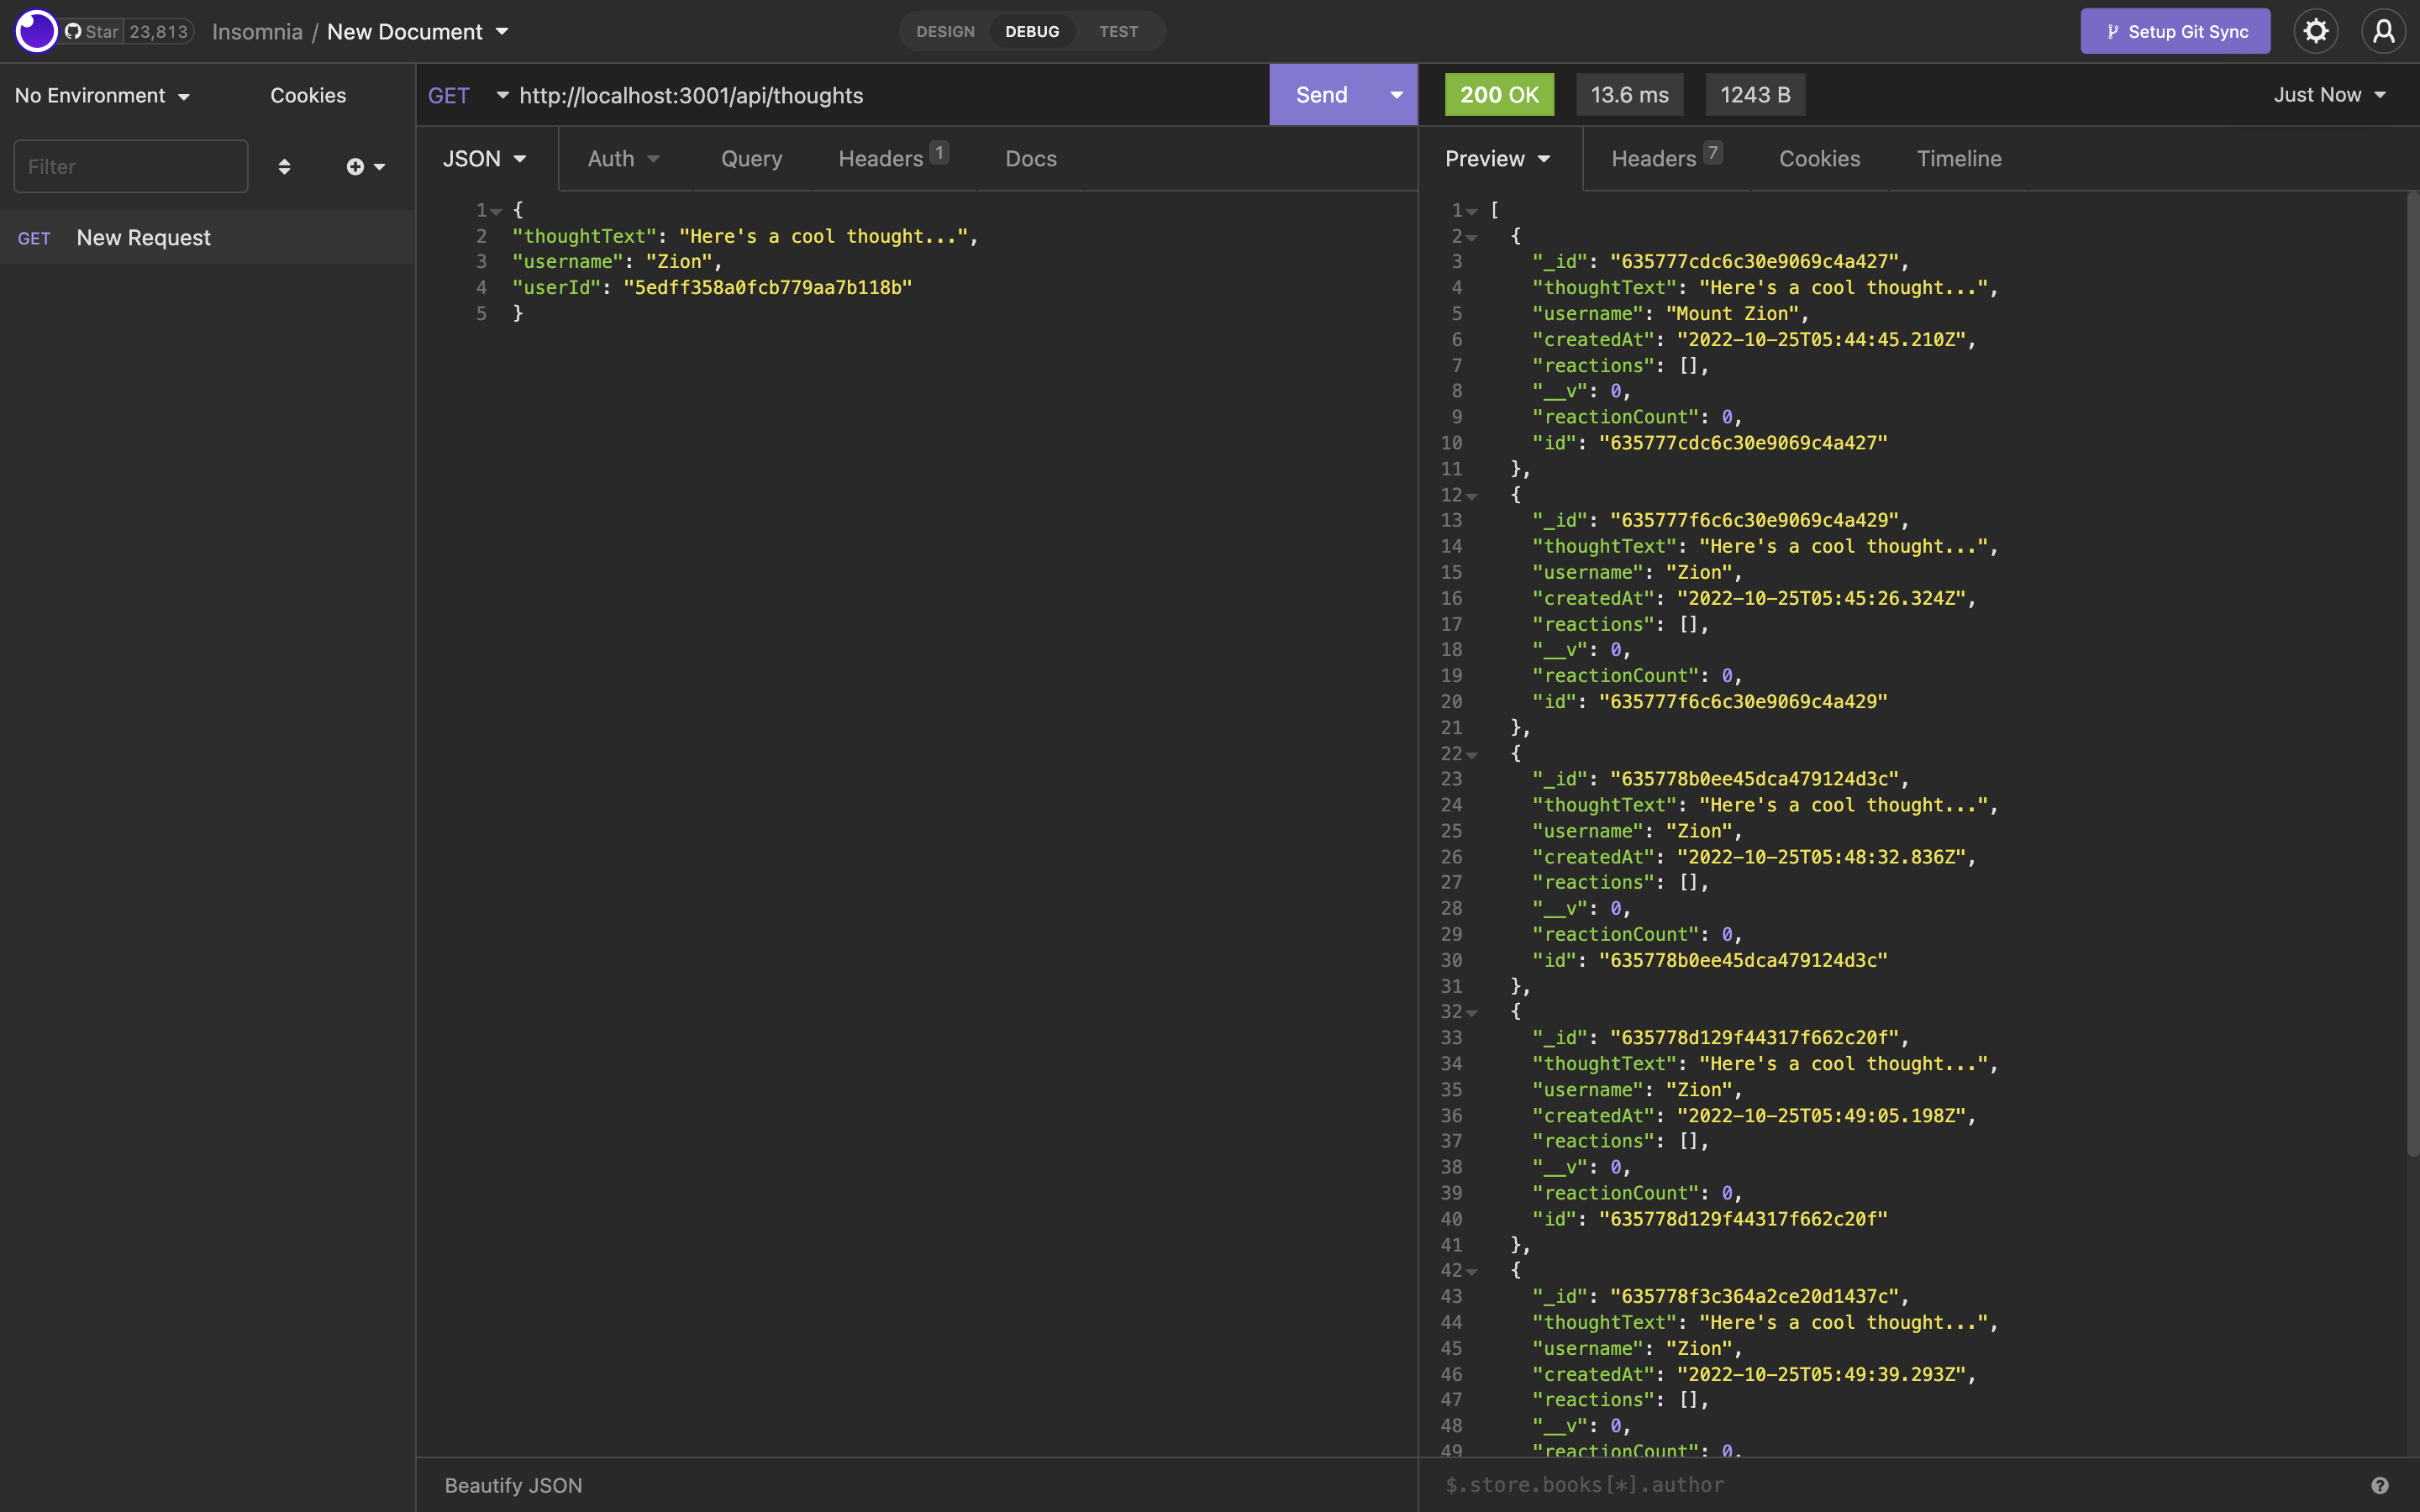 Star 23,813 Insomnia / New Document DESIGN DEBUG TEST Setup Git Sync
No Environment Cookies
Filter
GET New Request
GET http://localhost:3001/api/thoughts Send
JSON Auth Query Headers 1 Docs
1 {
2 "thoughtText": "Here's a cool thought...",
3 "username": "Zion",
4 "userId": "5edff358a0fcb779aa7b118b"
5 }
Beautify JSON
200 OK 13.6 ms 1243 B Just Now
Preview Headers 7 Cookies Timeline
1 [
2 {
3 "_id": "635777cdc6c30e9069c4a427",
4 "thoughtText": "Here's a cool thought...",
5 "username": "Mount Zion",
6 "createdAt": "2022-10-25T05:44:45.210Z",
7 "reactions": [],
8 "__v": 0,
9 "reactionCount": 0,
10 "id": "635777cdc6c30e9069c4a427"
11 },
12 {
13 "_id": "635777f6c6c30e9069c4a429",
14 "thoughtText": "Here's a cool thought...",
15 "username": "Zion",
16 "createdAt": "2022-10-25T05:45:26.324Z",
17 "reactions": [],
18 "__v": 0,
19 "reactionCount": 0,
20 "id": "635777f6c6c30e9069c4a429"
21 },
22 {
23 "_id": "635778b0ee45dca479124d3c",
24 "thoughtText": "Here's a cool thought...",
25 "username": "Zion",
26 "createdAt": "2022-10-25T05:48:32.836Z",
27 "reactions": [],
28 "__v": 0,
29 "reactionCount": 0,
30 "id": "635778b0ee45dca479124d3c"
31 },
32 {
33 "_id": "635778d129f44317f662c20f",
34 "thoughtText": "Here's a cool thought...",
35 "username": "Zion",
36 "createdAt": "2022-10-25T05:49:05.198Z",
37 "reactions": [],
38 "__v": 0,
39 "reactionCount": 0,
40 "id": "635778d129f44317f662c20f"
41 },
42 {
43 "_id": "635778f3c364a2ce20d1437c",
44 "thoughtText": "Here's a cool thought...",
45 "username": "Zion",
46 "createdAt": "2022-10-25T05:49:39.293Z",
47 "reactions": [],
48 "__v": 0,
49 "reactionCount": 0,
$.store.books[*].author